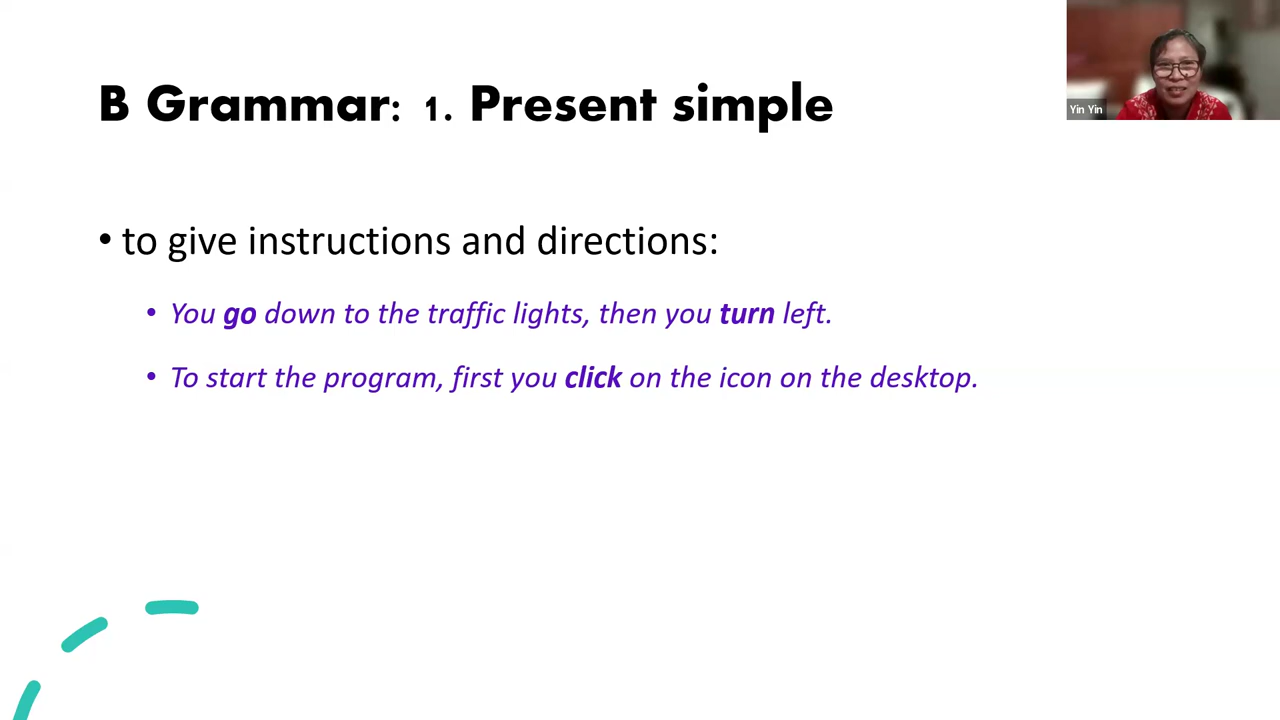 B Grammar: 1. Present simple
Yin Yin
• to give instructions and directions:
• You go down to the traffic lights, then you turn left.
• To start the program, first you click on the icon on the desktop.